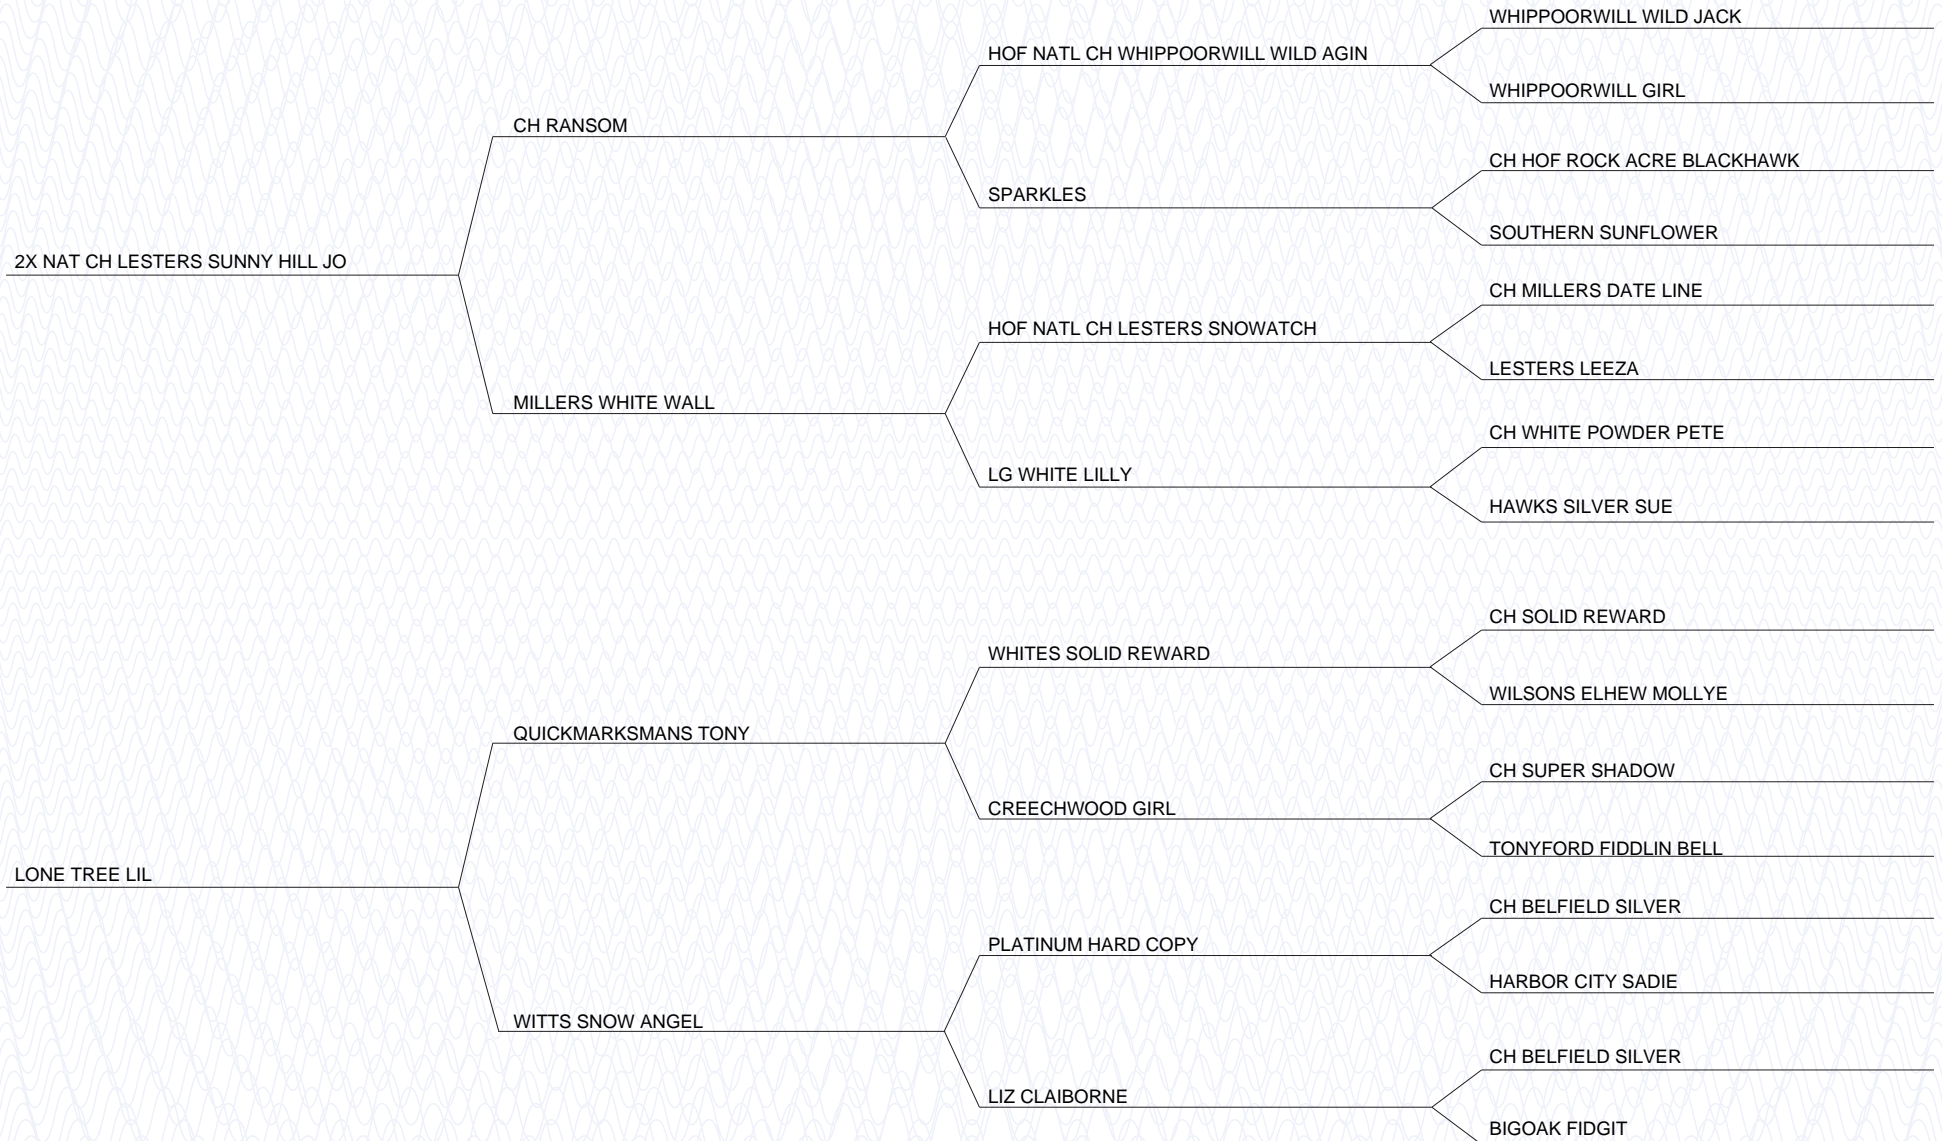 WHIPPOORWILL WILD JACK
HOF NATL CH WHIPPOORWILL WILD AGIN
WHIPPOORWILL GIRL
CH RANSOM
CH HOF ROCK ACRE BLACKHAWK
SPARKLES
SOUTHERN SUNFLOWER
2X NAT CH LESTERS SUNNY HILL JO
CH MILLERS DATE LINE
HOF NATL CH LESTERS SNOWATCH
LESTERS LEEZA
MILLERS WHITE WALL
CH WHITE POWDER PETE
LG WHITE LILLY
HAWKS SILVER SUE
CH SOLID REWARD
WHITES SOLID REWARD
WILSONS ELHEW MOLLYE
QUICKMARKSMANS TONY
CH SUPER SHADOW
CREECHWOOD GIRL
TONYFORD FIDDLIN BELL
LONE TREE LIL
CH BELFIELD SILVER
PLATINUM HARD COPY
HARBOR CITY SADIE
WITTS SNOW ANGEL
CH BELFIELD SILVER
LIZ CLAIBORNE
BIGOAK FIDGIT